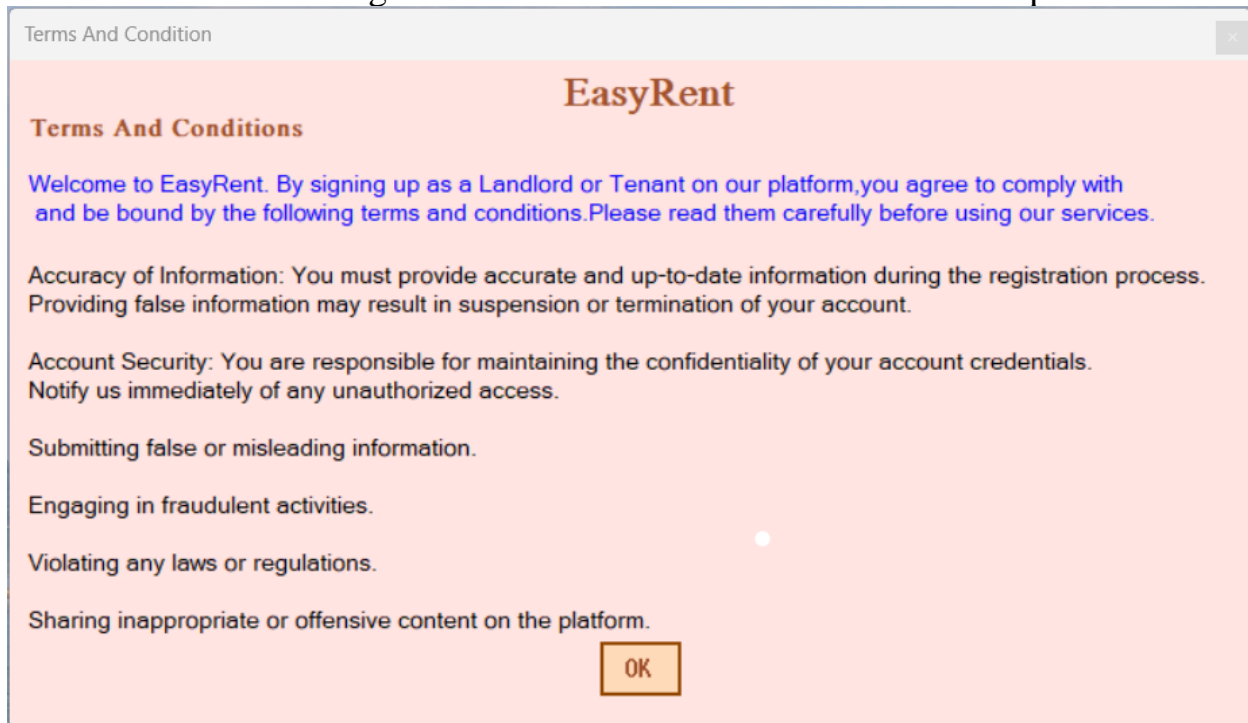 Terms And Condition
×
EasyRent
Terms And Conditions
Welcome to EasyRent. By signing up as a Landlord or Tenant on our platform,you agree to comply with
and be bound by the following terms and conditions.Please read them carefully before using our services.
Accuracy of Information: You must provide accurate and up-to-date information during the registration process.
Providing false information may result in suspension or termination of your account.
Account Security: You are responsible for maintaining the confidentiality of your account credentials.
Notify us immediately of any unauthorized access.
Submitting false or misleading information.
Engaging in fraudulent activities.
Violating any laws or regulations.
Sharing inappropriate or offensive content on the platform.
OK